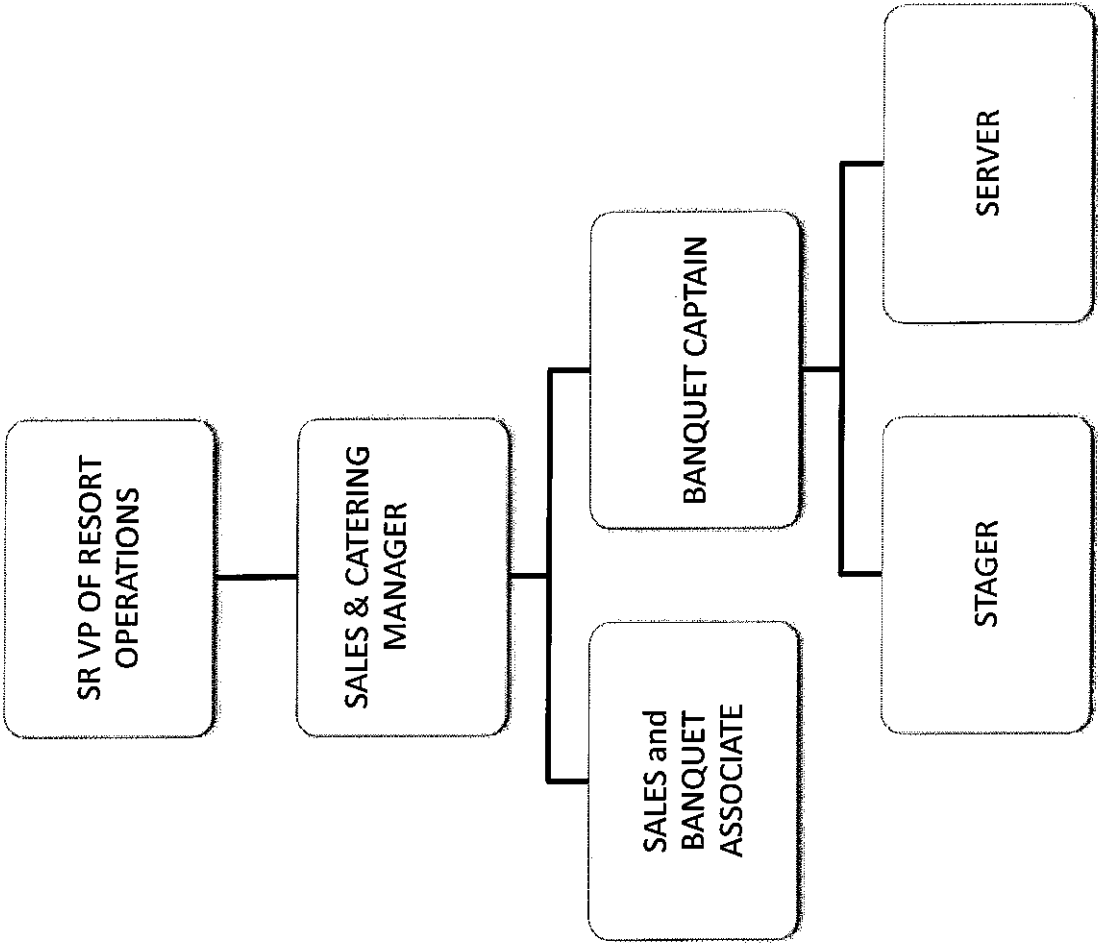 SR VP OF RESORT
OPERATIONS
SALES & CATERING
MANAGER
SALES and
BANQUET
ASSOCIATE
BANQUET CAPTAIN
STAGER
SERVER